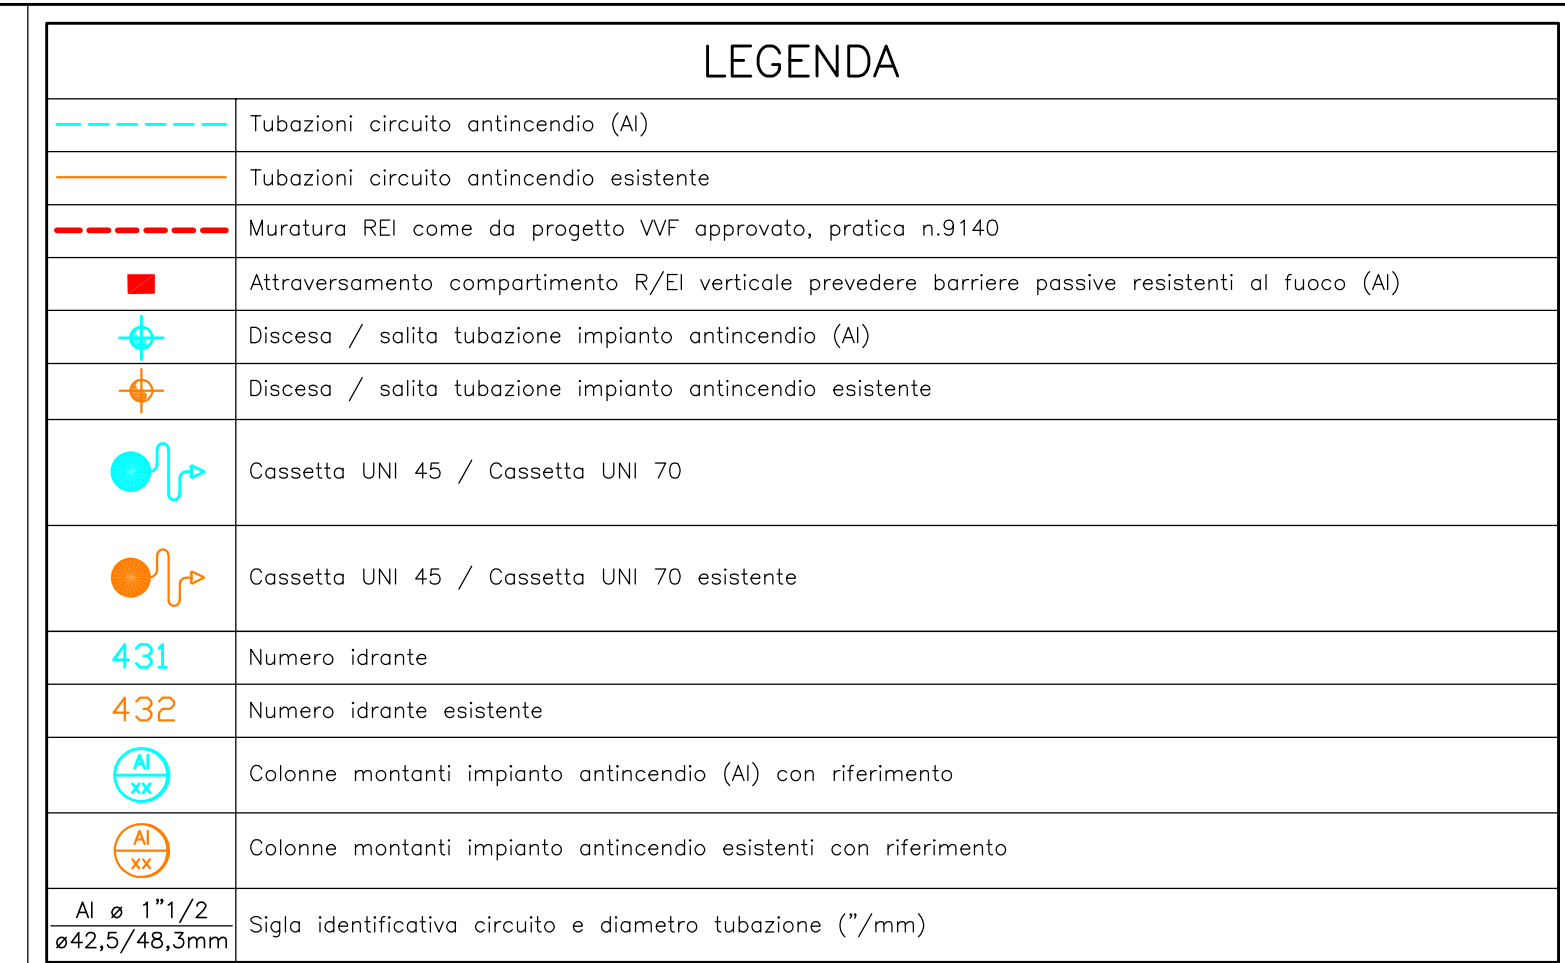 LEGENDA
Tubazioni circuito antincendio (AI)
Tubazioni circuito antincendio esistente
Muratura REI come da progetto VVF approvato, pratica n.9140
Attraversamento compartimento R/EI verticale prevedere barriere passive resistenti al fuoco (AI)
Discesa / salita tubazione impianto antincendio (AI)
Discesa / salita tubazione impianto antincendio esistente
Cassetta UNI 45 / Cassetta UNI 70
Cassetta UNI 45 / Cassetta UNI 70 esistente
431 Numero idrante
432 Numero idrante esistente
AI
xx
Colonne montanti impianto antincendio (AI) con riferimento
AI
xx
Colonne montanti impianto antincendio esistenti con riferimento
AI ø 1"1/2
ø42,5/48,3mm
Sigla identificativa circuito e diametro tubazione ("/mm)